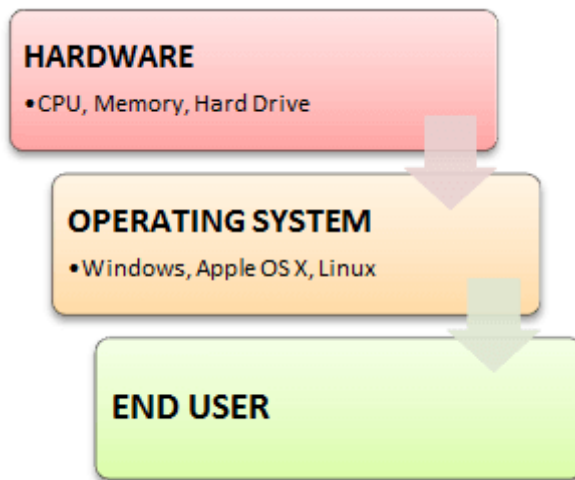 HARDWARE
•CPU, Memory, Hard Drive
OPERATING SYSTEM
•Windows, Apple OS X, Linux
END USER